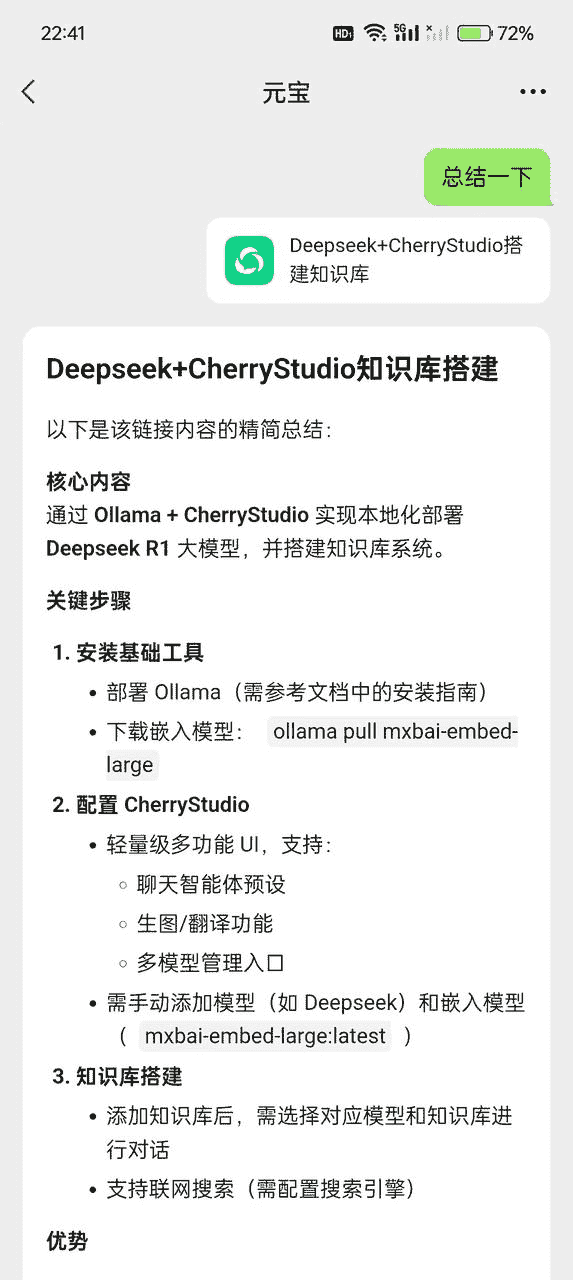 22:41
HD
5G
72%
元宝
总结一下
Deepseek+CherryStudio搭
建知识库
Deepseek+CherryStudio知识库搭建
以下是该链接内容的精简总结：
核心内容
通过 Ollama + CherryStudio 实现本地化部署
Deepseek R1 大模型，并搭建知识库系统。
关键步骤
1. 安装基础工具
• 部署 Ollama（需参考文档中的安装指南）
• 下载嵌入模型： ollama pull mxbai-embed-
large
2. 配置 CherryStudio
• 轻量级多功能 UI，支持：
◦ 聊天智能体预设
◦ 生图/翻译功能
◦ 多模型管理入口
• 需手动添加模型（如 Deepseek）和嵌入模型
（ mxbai-embed-large:latest ）
3. 知识库搭建
• 添加知识库后，需选择对应模型和知识库进
行对话
• 支持联网搜索（需配置搜索引擎）
优势